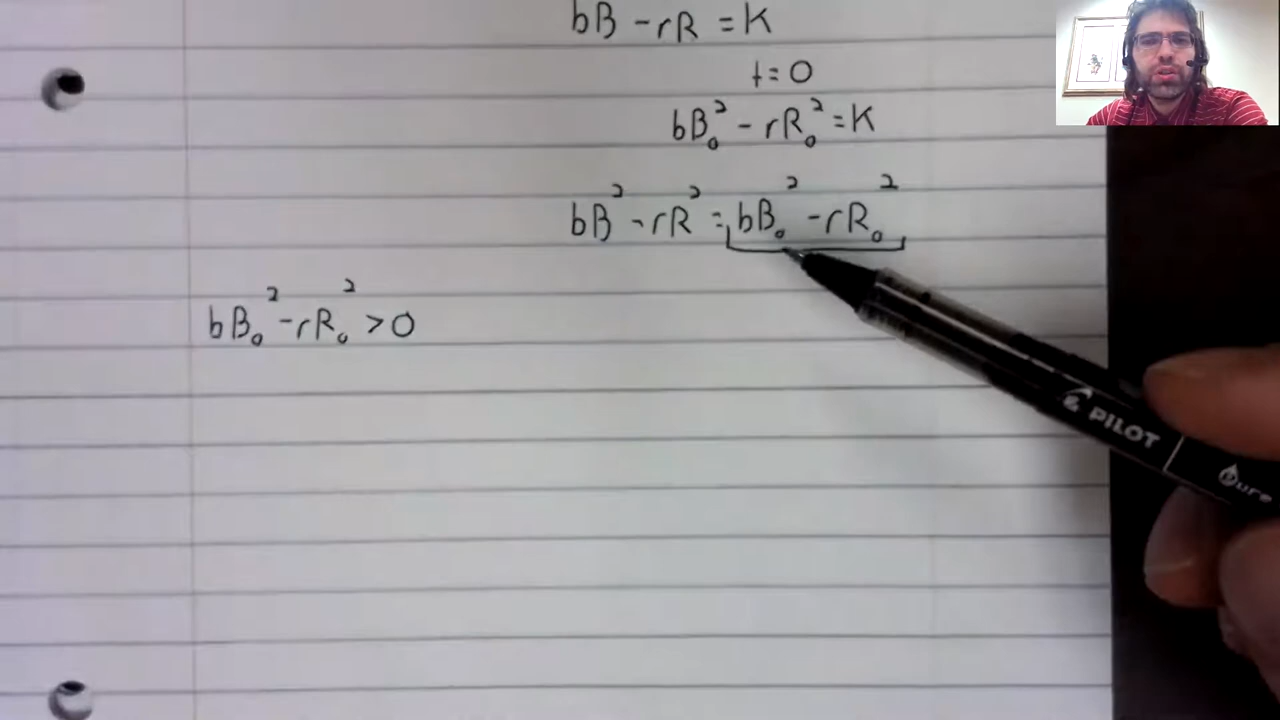 bB - rR = K
t = 0
bB₀² - rR₀² = K
bB² - rR² = bB₀² - rR₀²
bB₀² - rR₀² > 0
PILOT